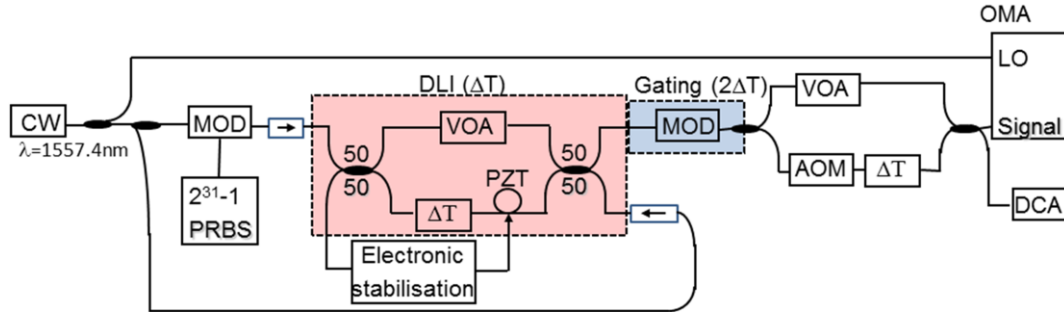 OMA
DLI (ΔT)
Gating (2ΔT)
LO
VOA
CW
MOD
VOA
MOD
Signal
λ=1557.4nm
50
50
50
50
PZT
AOM
ΔT
2³¹-1
PRBS
ΔT
DCA
Electronic
stabilisation